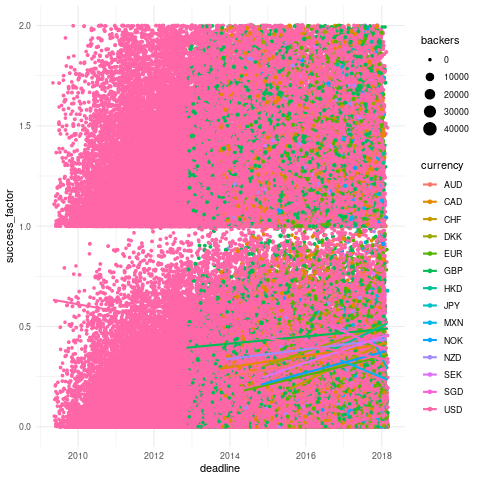 success_factor
2.0
1.5
1.0
0.5
0.0
2010 2012 2014 2016 2018
deadline
backers
0
10000
20000
30000
40000
currency
AUD
CAD
CHF
DKK
EUR
GBP
HKD
JPY
MXN
NOK
NZD
SEK
SGD
USD